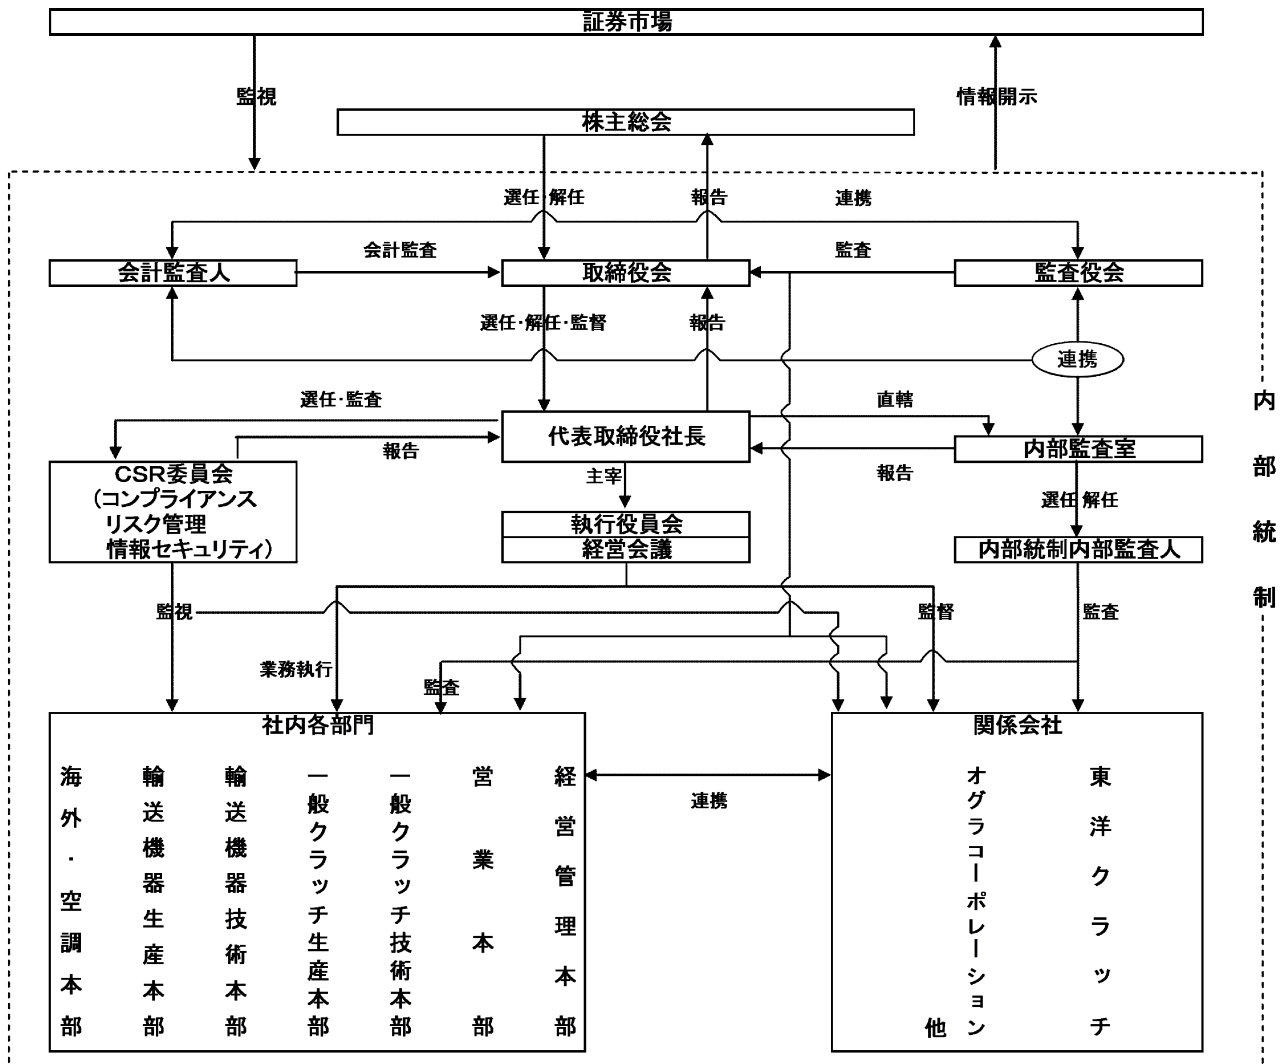 証券市場
監視
情報開示
株主総会
選任・解任
報告
連携
会計監査
監査
会計監査人
取締役会
監査役会
選任・解任・監督
報告
連携
選任・監査
直轄
報告
代表取締役社長
報告
内部監査室
主宰
選任 解任
CSR委員会
(コンプライアンス
リスク管理
情報セキュリティ)
執行役員会
経営会議
内部統制内部監査人
内部統制
監視
監督
監査
業務執行
監査
社内各部門
関係会社
海外・空調本部
輸送機器生産本部
輸送機器技術本部
一般クラッチ生産本部
一般クラッチ技術本部
営業本部
経営管理本部
連携
他
オグラコーポレーション
東洋クラッチ